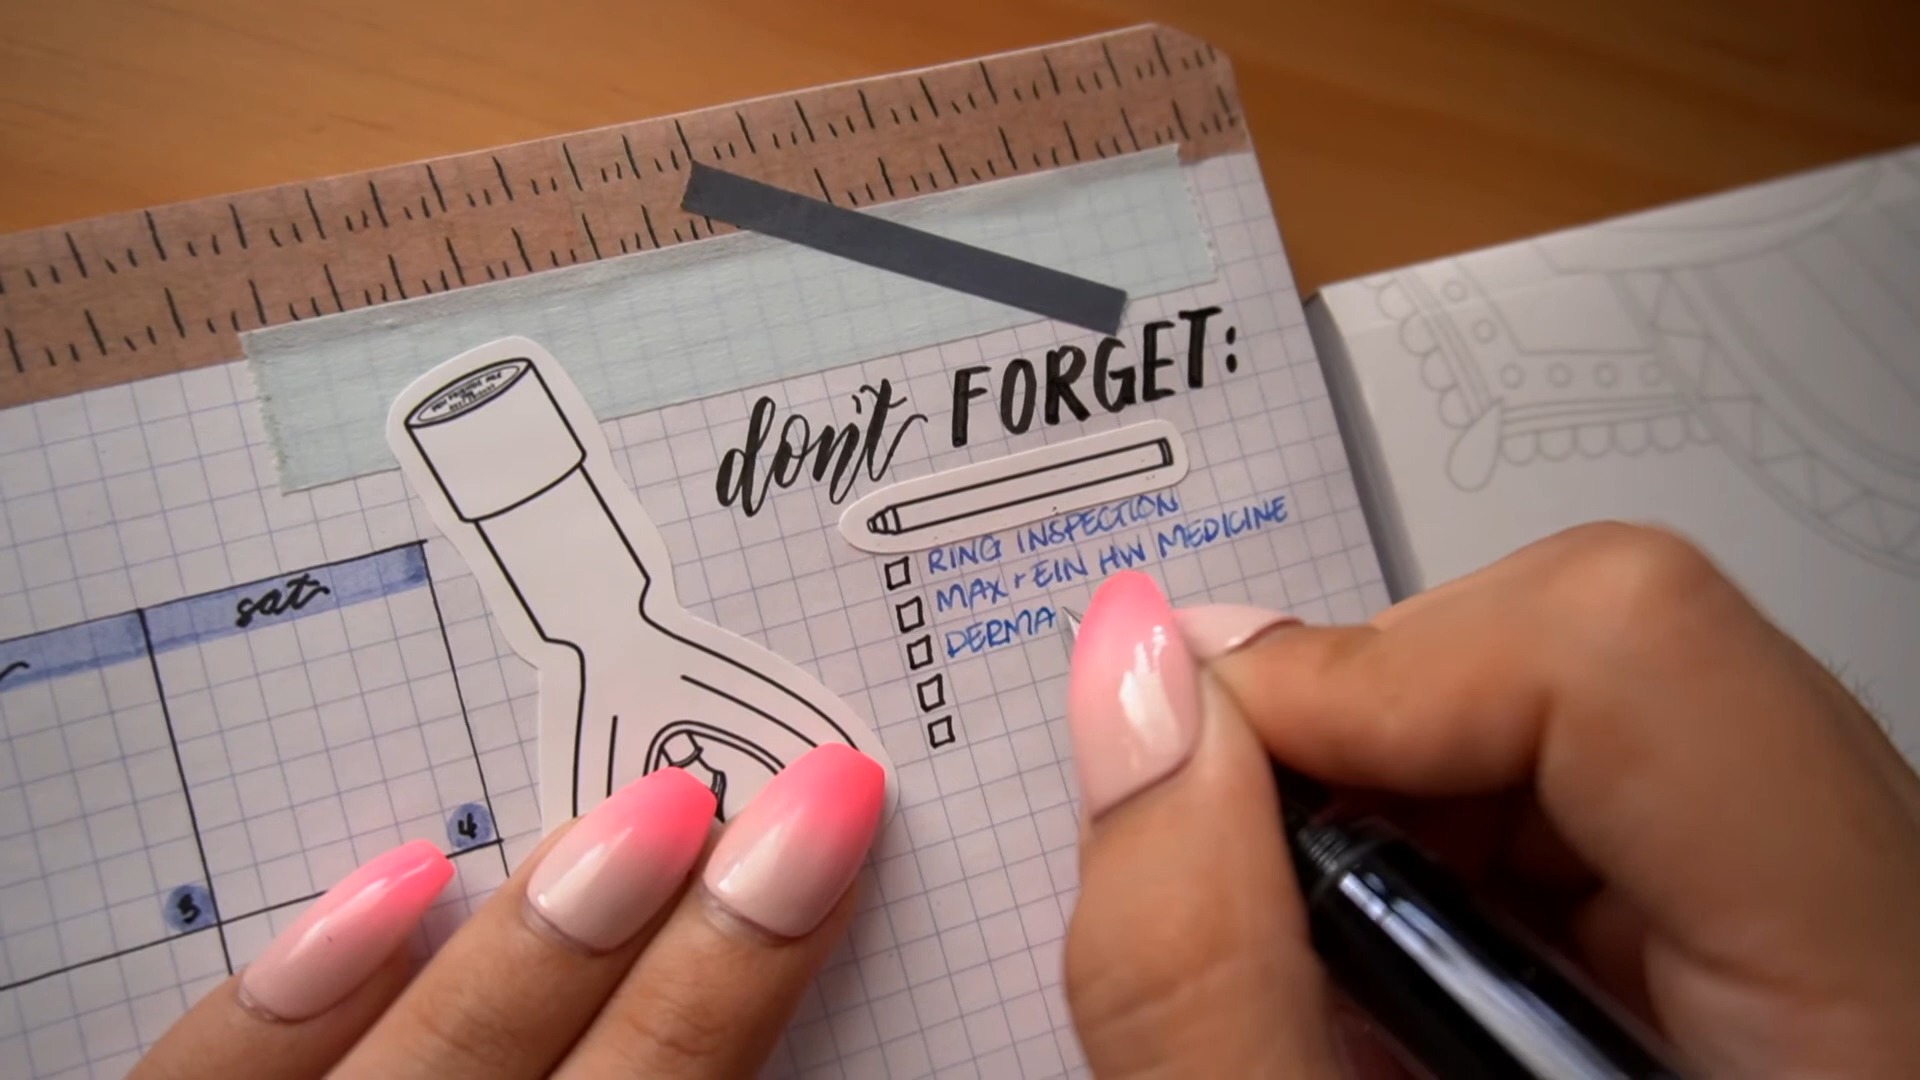 don't FORGET:
RING INSPECTION
MAX + EIN HW MEDICINE
DERMA
sat
4
3